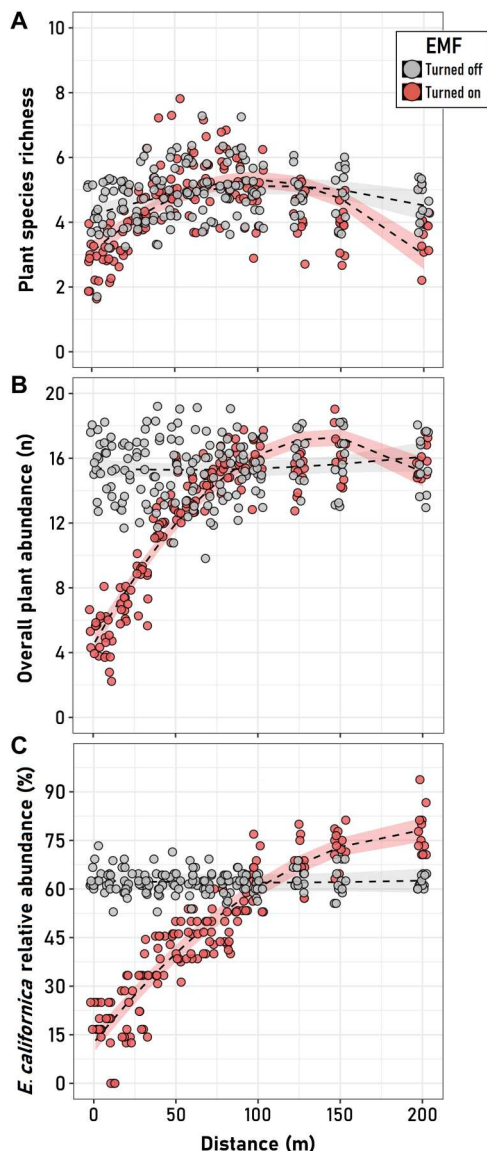 A
EMF
Turned off
Turned on
Plant species richness
10
8
6
4
2
0
B
Overall plant abundance (n)
20
16
12
8
4
0
C
E. californica relative abundance (%)
90
75
60
45
30
15
0
0 50 100 150 200
Distance (m)